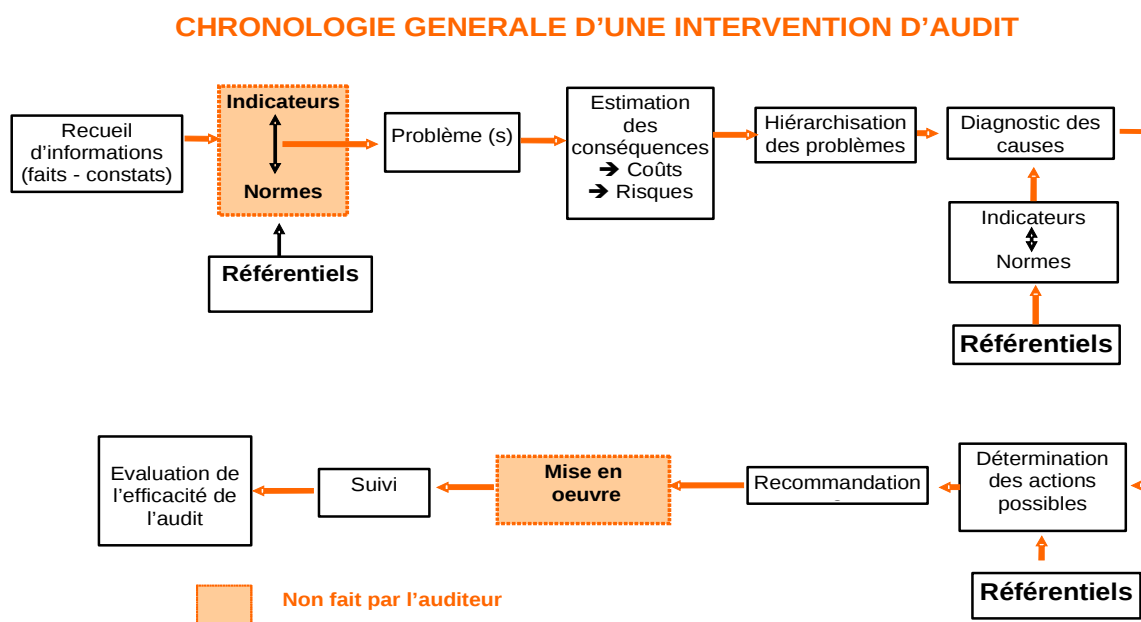 CHRONOLOGIE GENERALE D’UNE INTERVENTION D’AUDIT
Recueil
d’informations
(faits - constats)
Indicateurs
Normes
Référentiels
Problème (s)
Estimation
des
conséquences
➔ Coûts
➔ Risques
Hiérarchisation
des problèmes
Diagnostic des
causes
Indicateurs
Normes
Référentiels
Détermination
des actions
possibles
Référentiels
Recommandation
Mise en
oeuvre
Suivi
Evaluation de
l’efficacité de
l’audit
Non fait par l’auditeur